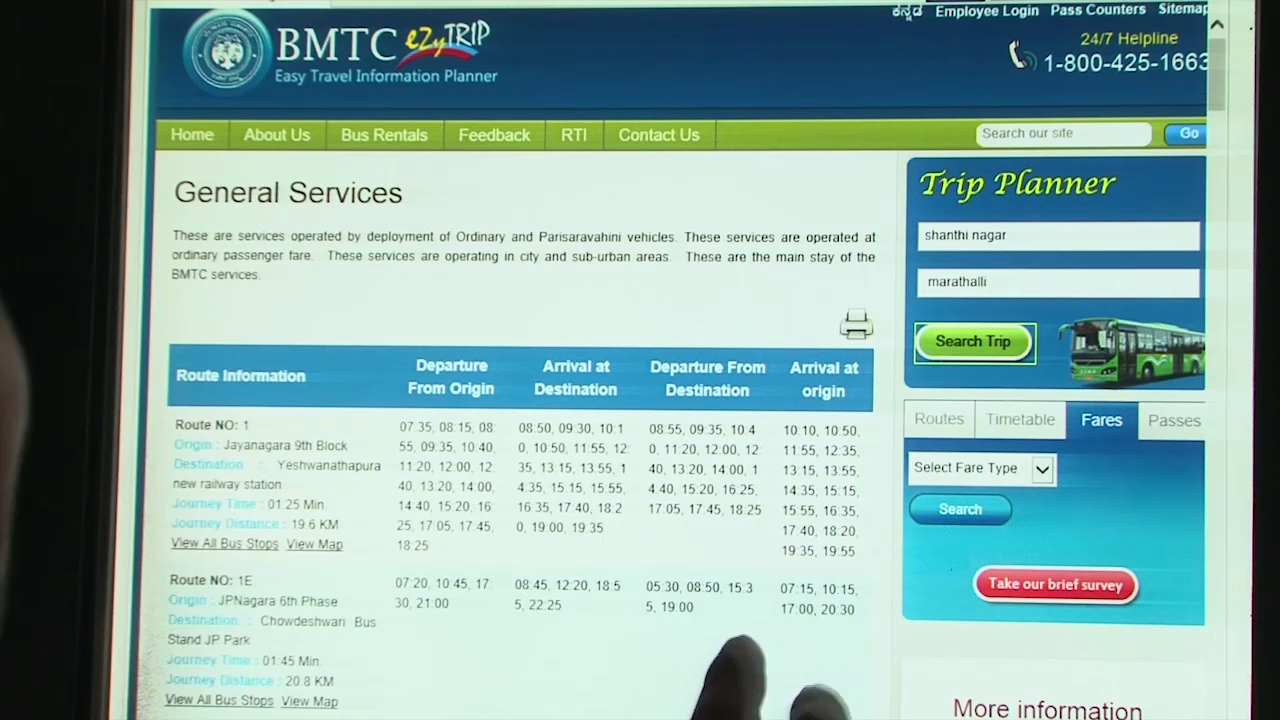 ಕನ್ನಡ Employee Login Pass Counters Sitemap
BMTC eZyTRIP
Easy Travel Information Planner
24/7 Helpline
1-800-425-1663
Home About Us Bus Rentals Feedback RTI Contact Us
Search our site Go
General Services
These are services operated by deployment of Ordinary and Parisaravahini vehicles. These services are operated at
ordinary passenger fare. These services are operating in city and sub-urban areas. These are the main stay of the
BMTC services.
Trip Planner
shanthi nagar
marathalli
Search Trip
Routes Timetable Fares Passes
Select Fare Type
Search
Take our brief survey
More information
Route Information
Departure
From Origin
Arrival at
Destination
Departure From
Destination
Arrival at
origin
Route NO: 1
Origin : Jayanagara 9th Block
Destination : Yeshwanathapura
new railway station
Journey Time : 01:25 Min.
Journey Distance : 19.6 KM
View All Bus Stops View Map
07:35, 08:15, 08:
55, 09:35, 10:40
11:20, 12:00, 12:
40, 13:20, 14:00,
14:40, 15:20, 16:
25, 17:05, 17:45,
18:25
08:50, 09:30, 10:1
0, 10:50, 11:55, 12:
35, 13:15, 13:55, 1
4:35, 15:15, 15:55,
16:35, 17:40, 18:2
0, 19:00, 19:35
08:55, 09:35, 10:4
0, 11:20, 12:00, 12:
40, 13:20, 14:00, 1
4:40, 15:20, 16:25,
17:05, 17:45, 18:25
10:10, 10:50,
11:55, 12:35,
13:15, 13:55,
14:35, 15:15,
15:55, 16:35,
17:40, 18:20,
19:35, 19:55
Route NO: 1E
Origin : JPNagara 6th Phase
Destination : Chowdeshwari Bus
Stand JP Park
Journey Time : 01:45 Min.
Journey Distance : 20.8 KM
View All Bus Stops View Map
07:20, 10:45, 17:
30, 21:00
08:45, 12:20, 18:5
5, 22:25
05:30, 08:50, 15:3
5, 19:00
07:15, 10:15,
17:00, 20:30